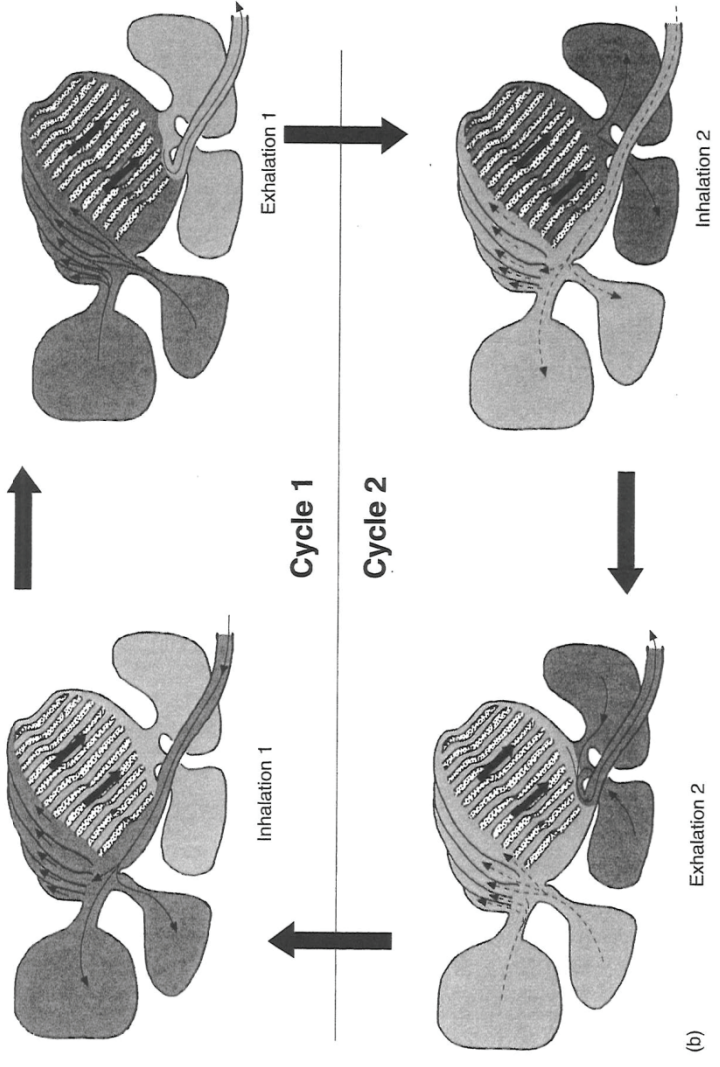 Inhalation 1
Exhalation 1
Cycle 1
Cycle 2
Exhalation 2
Inhalation 2
(b)